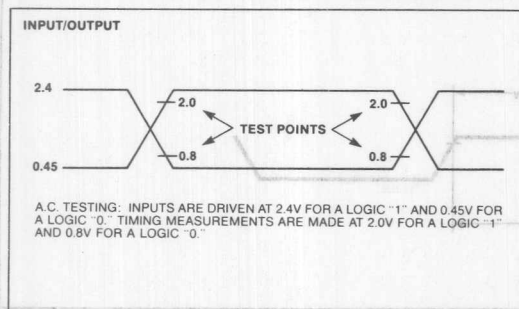 INPUT/OUTPUT
2.4
2.0
2.0
TEST POINTS
0.8
0.8
0.45
A.C. TESTING: INPUTS ARE DRIVEN AT 2.4V FOR A LOGIC "1" AND 0.45V FOR
A LOGIC "0." TIMING MEASUREMENTS ARE MADE AT 2.0V FOR A LOGIC "1"
AND 0.8V FOR A LOGIC "0."